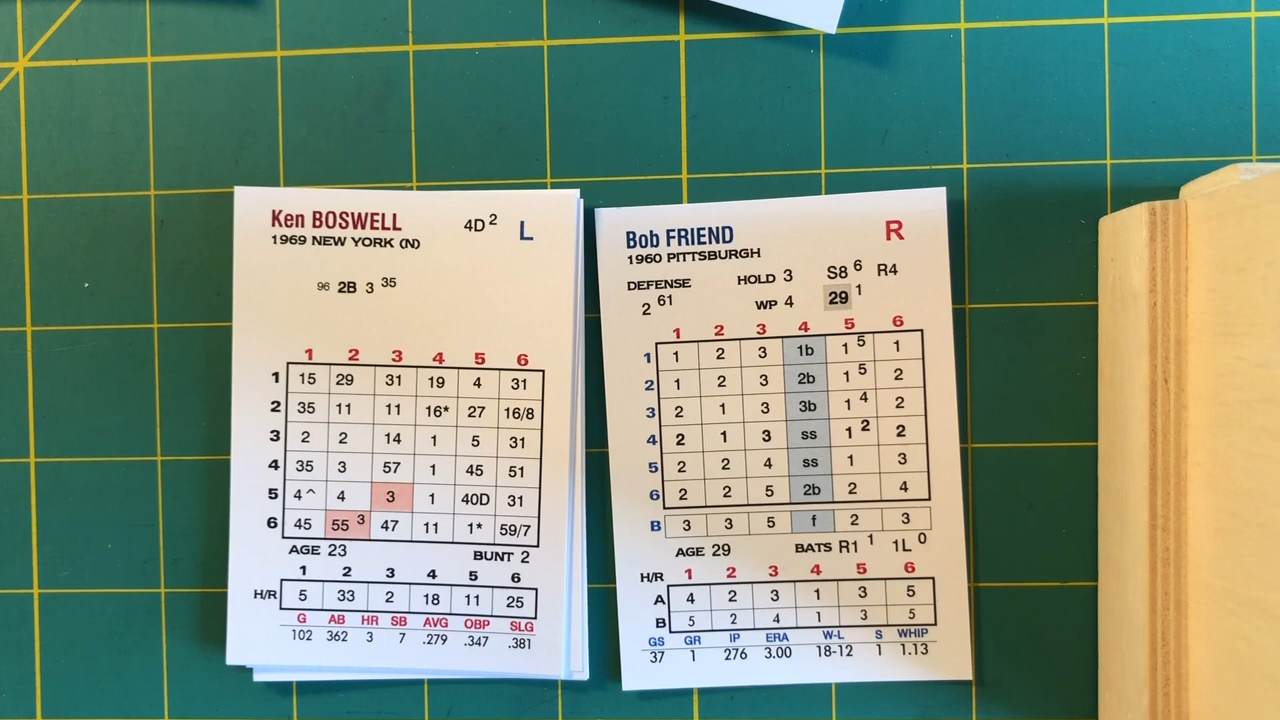 Ken BOSWELL 4D 2 L
1969 NEW YORK (N)
96 2B 3 35
1 2 3 4 5 6
1 15 29 31 19 4 31
2 35 11 11 16* 27 16/8
3 2 2 14 1 5 31
4 35 3 57 1 45 51
5 4^ 4 3 1 40D 31
6 45 55 3 47 11 1* 59/7
AGE 23 BUNT 2
1 2 3 4 5 6
H/R 5 33 2 18 11 25
G AB HR SB AVG OBP SLG
102 362 3 7 .279 .347 .381
Bob FRIEND R
1960 PITTSBURGH
DEFENSE HOLD 3 S8 6 R4
2 61 WP 4 29 1
1 2 3 4 5 6
1 1 2 3 1b 1 5 1
2 1 2 3 2b 1 5 2
3 2 1 3 3b 1 4 2
4 2 1 3 ss 1 2 2
5 2 2 4 ss 1 3
6 2 2 5 2b 2 4
B 3 3 5 f 2 3
AGE 29 BATS R1 1 1L 0
H/R 1 2 3 4 5 6
A 4 2 3 1 3 5
B 5 2 4 1 3 5
GS GR IP ERA W-L S WHIP
37 1 276 3.00 18-12 1 1.13